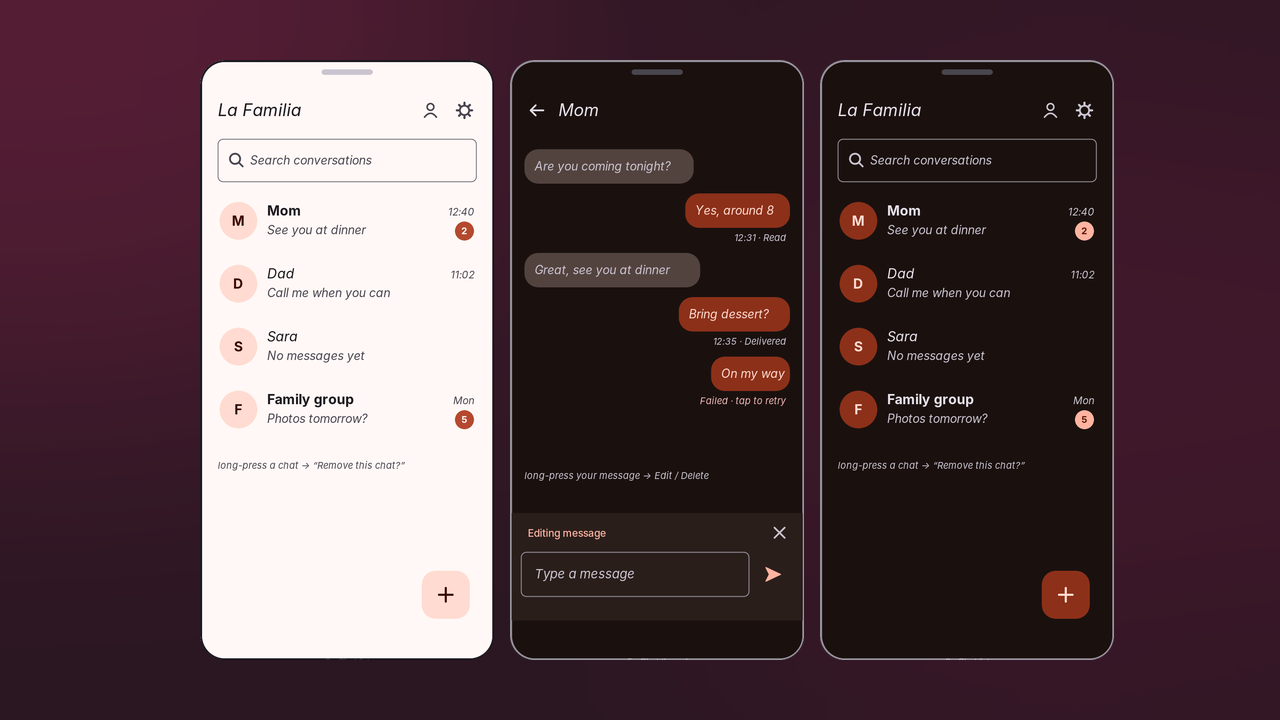 La Familia
Search conversations
M
Mom
12:40
See you at dinner
2
D
Dad
11:02
Call me when you can
S
Sara
No messages yet
F
Family group
Mon
Photos tomorrow?
5
long-press a chat → “Remove this chat?”
Mom
Are you coming tonight?
Yes, around 8
12:31 · Read
Great, see you at dinner
Bring dessert?
12:35 · Delivered
On my way
Failed · tap to retry
long-press your message → Edit / Delete
Editing message
Type a message
La Familia
Search conversations
M
Mom
12:40
See you at dinner
2
D
Dad
11:02
Call me when you can
S
Sara
No messages yet
F
Family group
Mon
Photos tomorrow?
5
long-press a chat → “Remove this chat?”